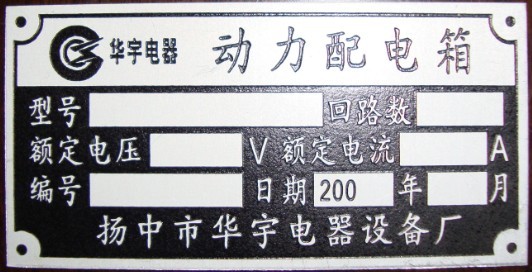 华宇电器 动力配电箱
型号 回路数
额定电压 V 额定电流 A
编号 日期 200 年 月
扬中市华宇电器设备厂